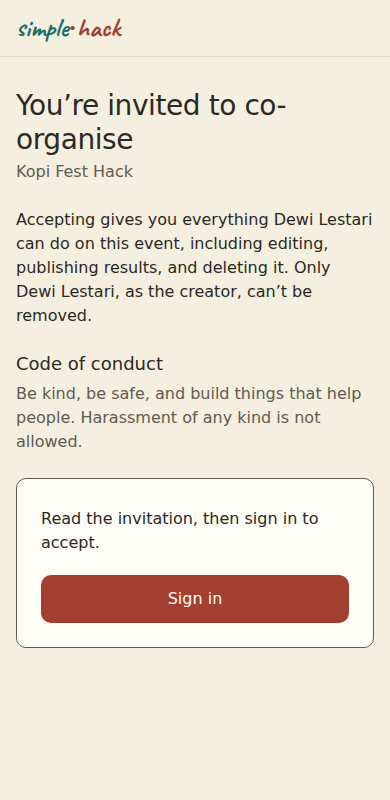 simple•hack
You’re invited to co-
organise
Kopi Fest Hack
Accepting gives you everything Dewi Lestari
can do on this event, including editing,
publishing results, and deleting it. Only
Dewi Lestari, as the creator, can’t be
removed.
Code of conduct
Be kind, be safe, and build things that help
people. Harassment of any kind is not
allowed.
Read the invitation, then sign in to
accept.
Sign in